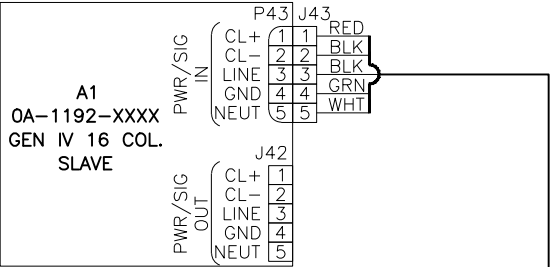 P43 J43
CL+ 1 1 RED
CL- 2 2 BLK
LINE 3 3 BLK
GND 4 4 GRN
NEUT 5 5 WHT
PWR/SIG
IN
A1
0A-1192-XXXX
GEN IV 16 COL.
SLAVE
J42
CL+ 1
CL- 2
LINE 3
GND 4
NEUT 5
PWR/SIG
OUT